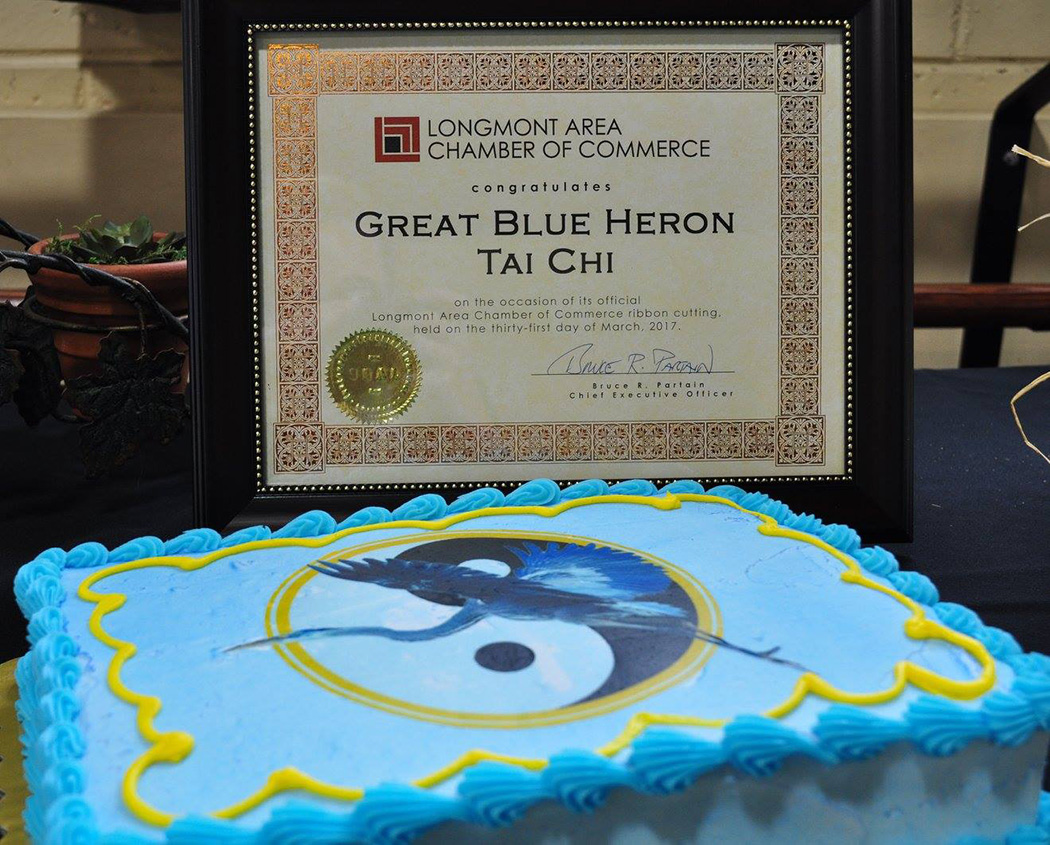 LONGMONT AREA
CHAMBER OF COMMERCE
congratulates
GREAT BLUE HERON
TAI CHI
on the occasion of its official
Longmont Area Chamber of Commerce ribbon cutting,
held on the thirty-first day of March, 2017.
BRUCE R. PARTAIN
Bruce R. Partain
Chief Executive Officer